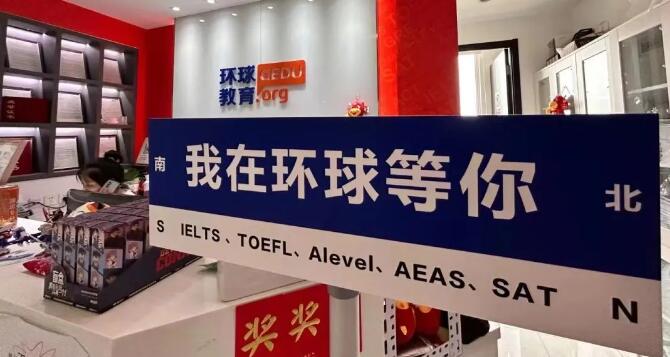 环球 GEDU
教育.org
南 我在环球等你 北
S IELTS、TOEFL、Alevel、AEAS、SAT N
奖 奖